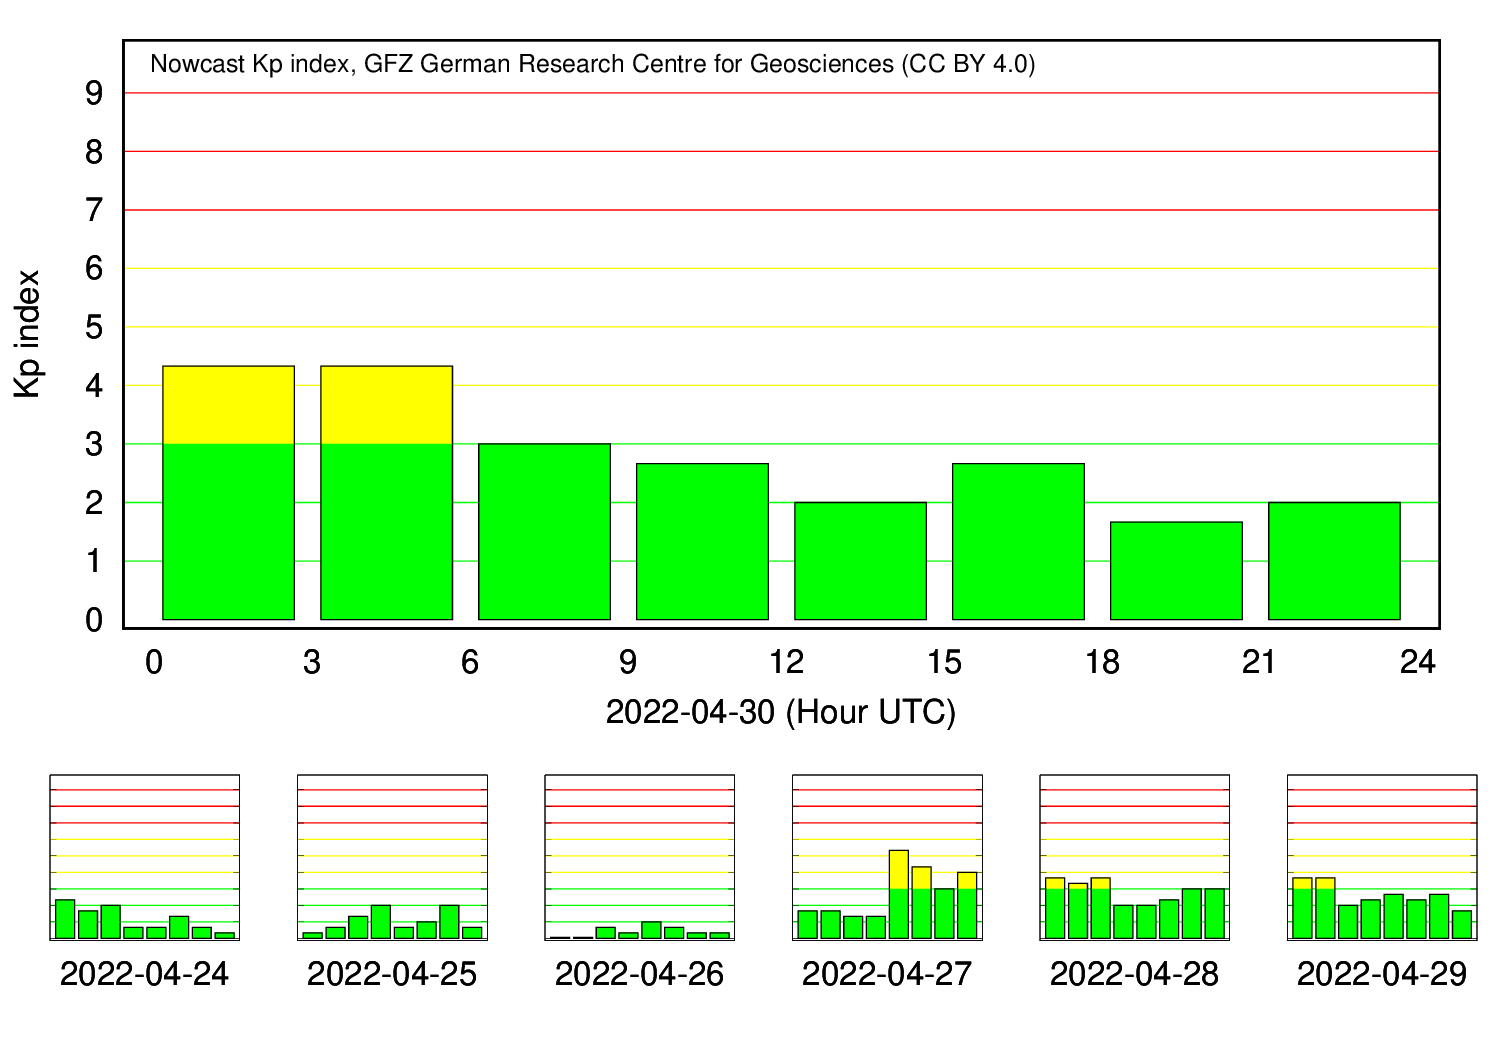 Nowcast Kp index, GFZ German Research Centre for Geosciences (CC BY 4.0)
Kp index
9
8
7
6
5
4
3
2
1
0
0 3 6 9 12 15 18 21 24
2022-04-30 (Hour UTC)
2022-04-24 2022-04-25 2022-04-26 2022-04-27 2022-04-28 2022-04-29